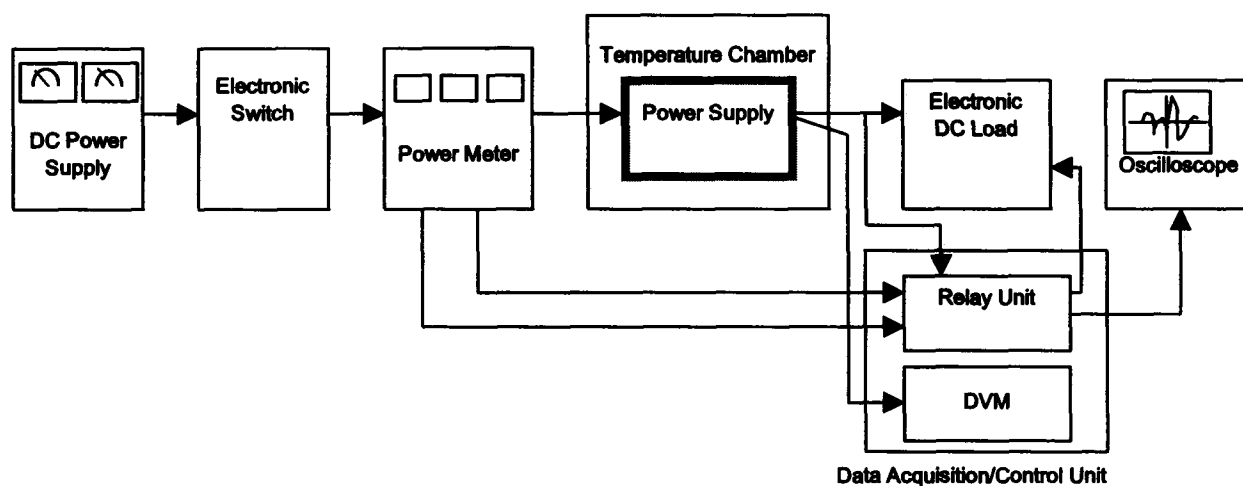 DC Power
Supply
Electronic
Switch
Power Meter
Temperature Chamber
Power Supply
Electronic
DC Load
Oscilloscope
Relay Unit
DVM
Data Acquisition/Control Unit